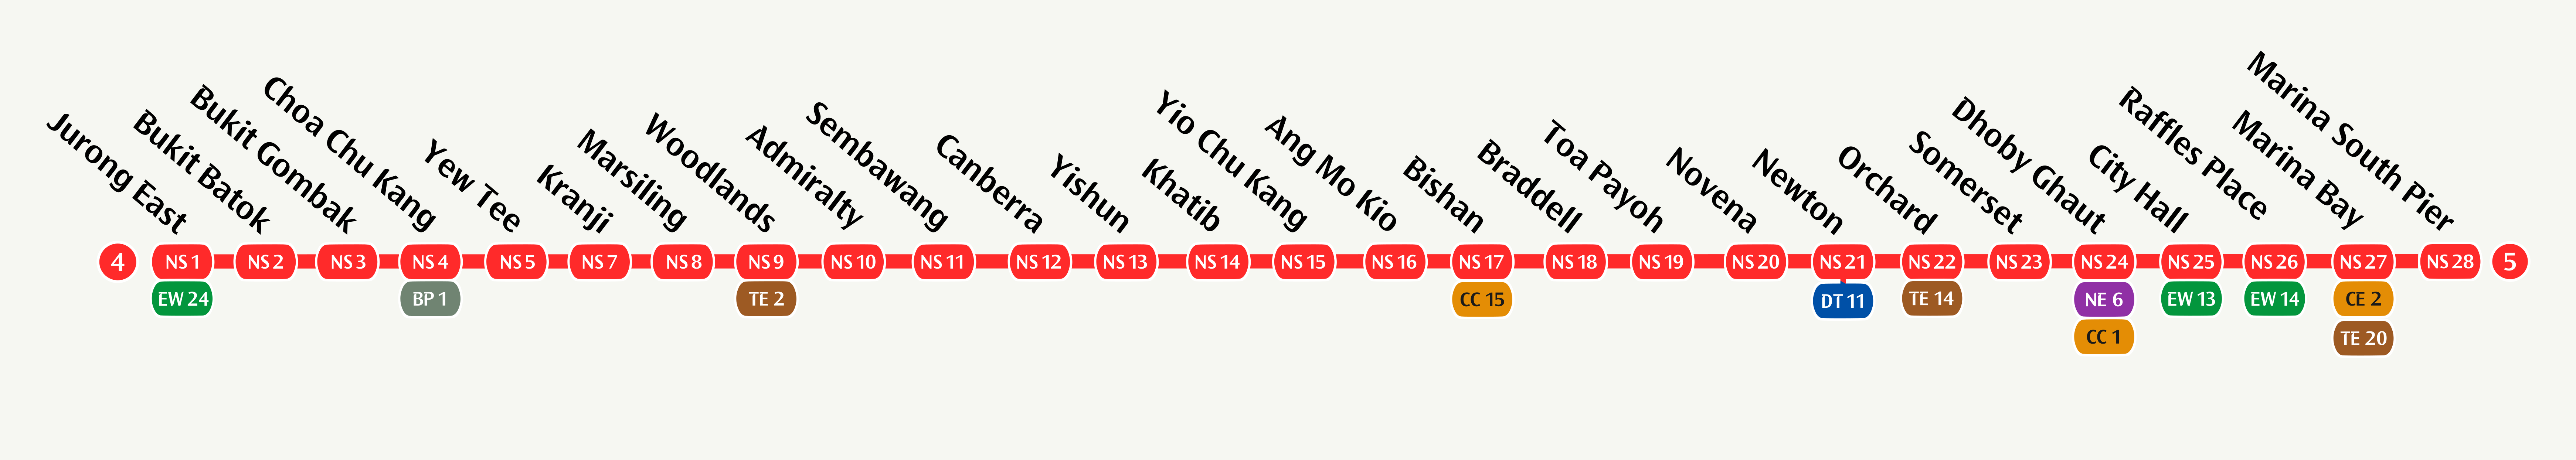 Jurong East
Bukit Batok
Bukit Gombak
Choa Chu Kang
Yew Tee
Kranji
Marsiling
Woodlands
Admiralty
Sembawang
Canberra
Yishun
Khatib
Yio Chu Kang
Ang Mo Kio
Bishan
Braddell
Toa Payoh
Novena
Newton
Orchard
Somerset
Dhoby Ghaut
City Hall
Raffles Place
Marina Bay
Marina South Pier
4 NS 1 NS 2 NS 3 NS 4 NS 5 NS 7 NS 8 NS 9 NS 10 NS 11 NS 12 NS 13 NS 14 NS 15 NS 16 NS 17 NS 18 NS 19 NS 20 NS 21 NS 22 NS 23 NS 24 NS 25 NS 26 NS 27 NS 28 5
EW 24 BP 1 TE 2 CC 15 DT 11 TE 14 NE 6 EW 13 EW 14 CE 2
CC 1 TE 20